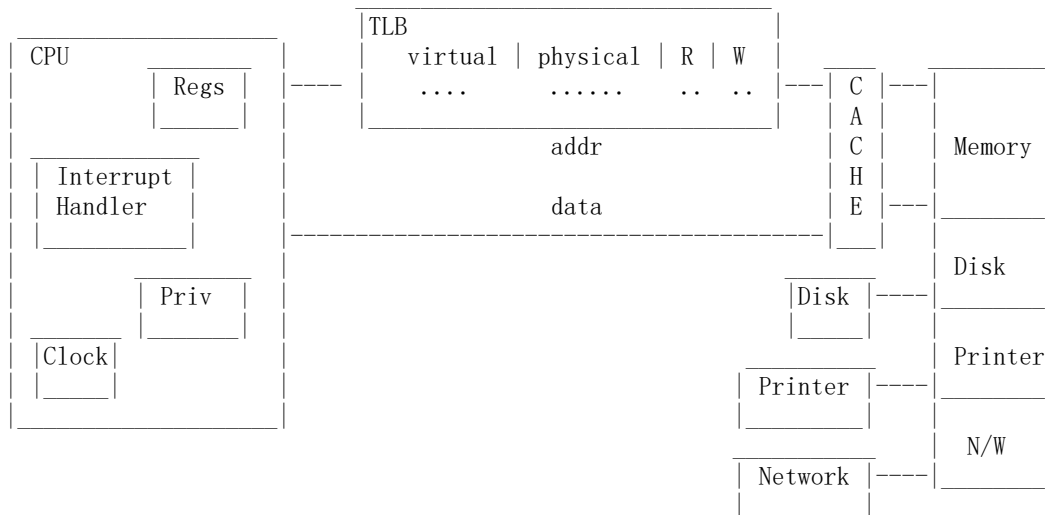 TLB
CPU
virtual | physical | R | W
Regs
.... ...... .. ..
C
A
C
H
E
addr
Memory
Interrupt
Handler
data
Disk
Priv
Disk
Clock
Printer
Printer
N/W
Network